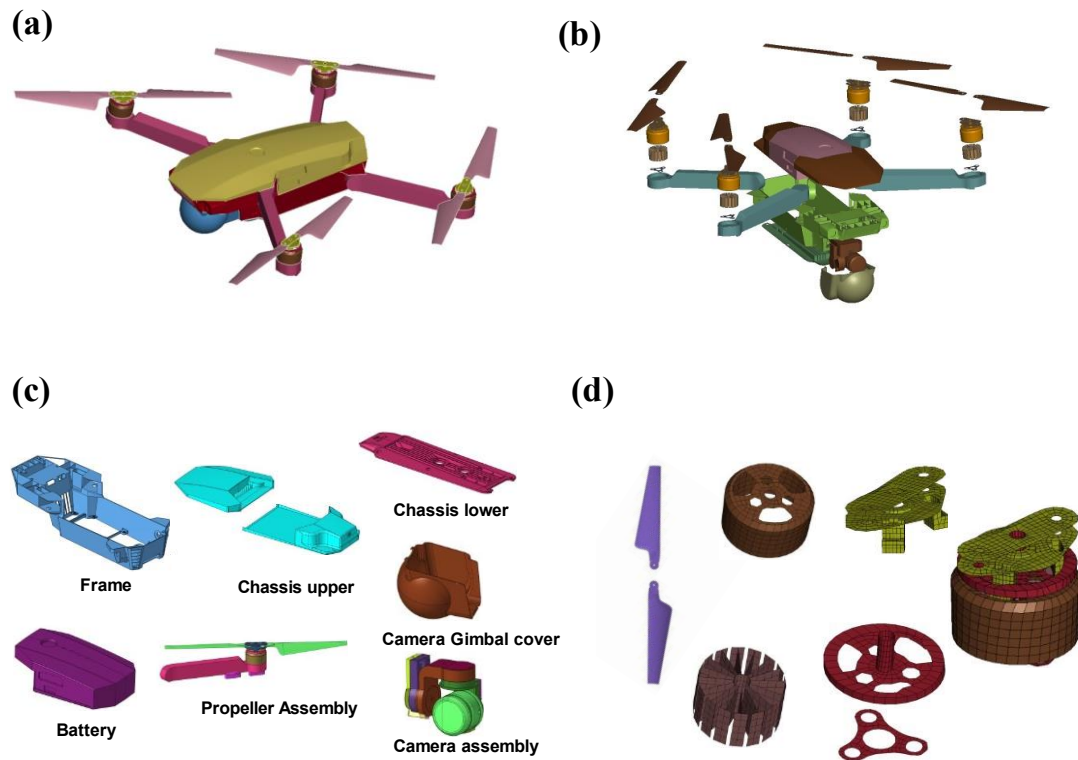 (a)
(b)
(c)
(d)
Frame
Chassis upper
Chassis lower
Camera Gimbal cover
Battery
Propeller Assembly
Camera assembly